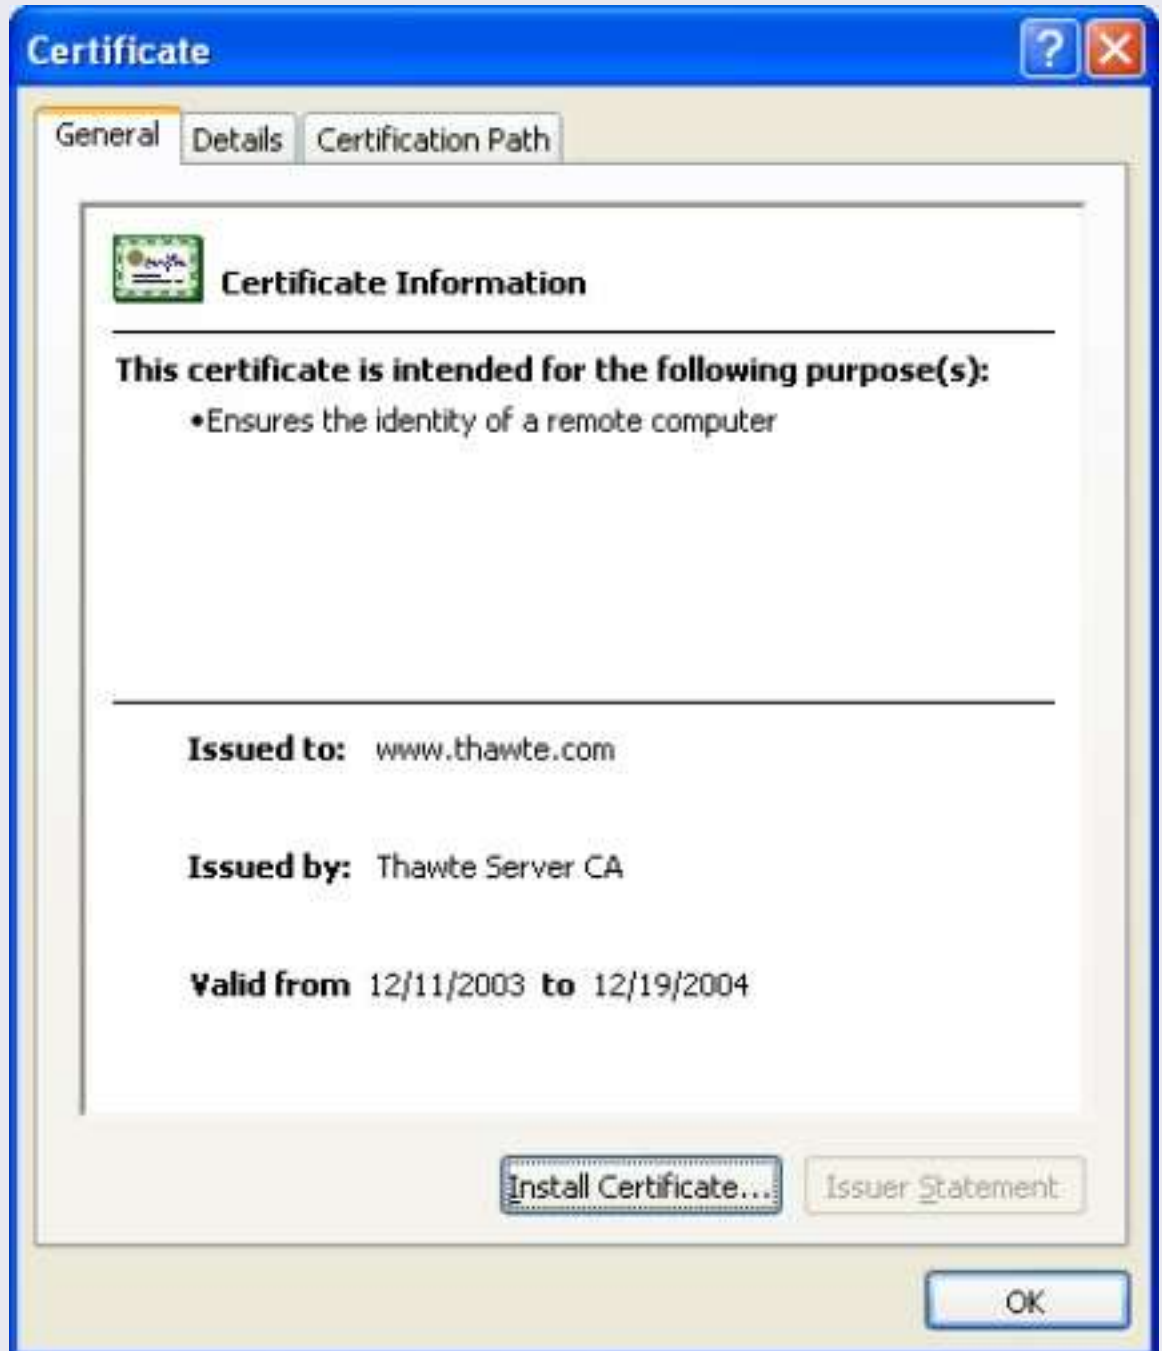 Certificate
General Details Certification Path
Certificate Information
This certificate is intended for the following purpose(s):
•Ensures the identity of a remote computer
Issued to: www.thawte.com
Issued by: Thawte Server CA
Valid from 12/11/2003 to 12/19/2004
Install Certificate... Issuer Statement
OK